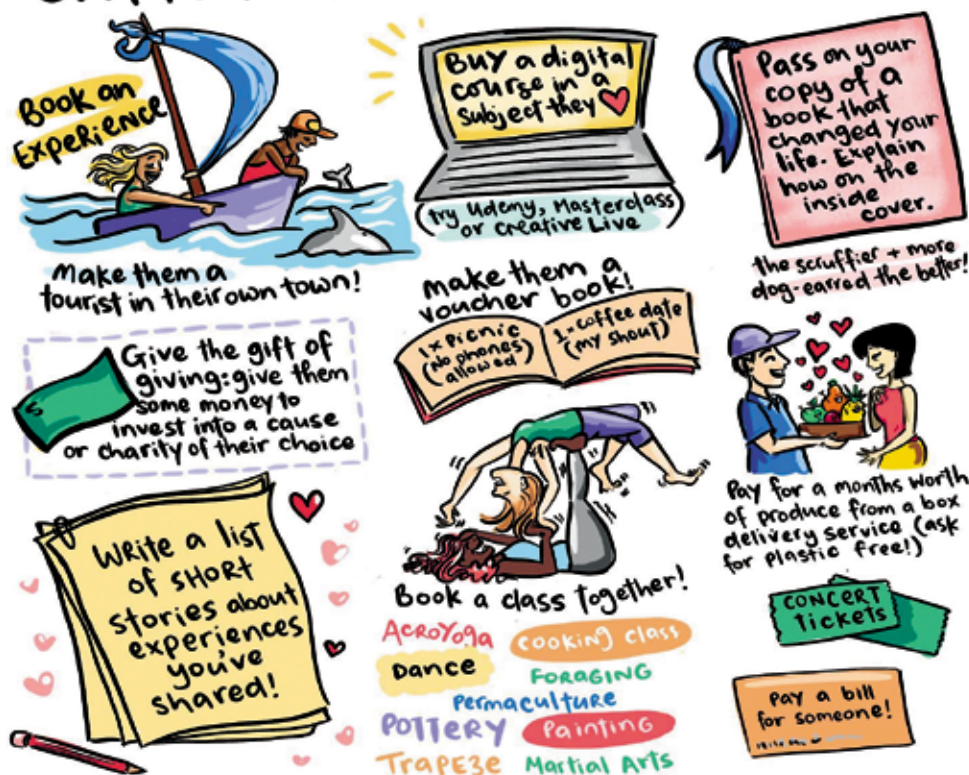 BOOK an
EXPERIENCE
Make them a
tourist in their own town!
BUY a digital
course in a
subject they
(try Udemy, Masterclass
or Creative Live)
Pass on your
copy of a
book that
changed your
life. Explain
how on the
inside
cover.
the scruffier + more
dog-earred the better!
Give the gift of
giving: give them
some money to
invest into a cause
or charity of their choice
$
make them a
voucher book!
1 x Picnic
(no phones
allowed)
1 x coffee date
(my shout)
Pay for a months worth
of produce from a box
delivery service (ask
for plastic free!)
WRITE a list
of SHORT
stories about
experiences
you've
shared!
Book a class together!
AcroYoga
cooking class
DANCE
FORAGING
PERMACULTURE
POTTERY
Painting
TRAPEZE
Martial Arts
CONCERT
tickets
Pay a bill
for someone!